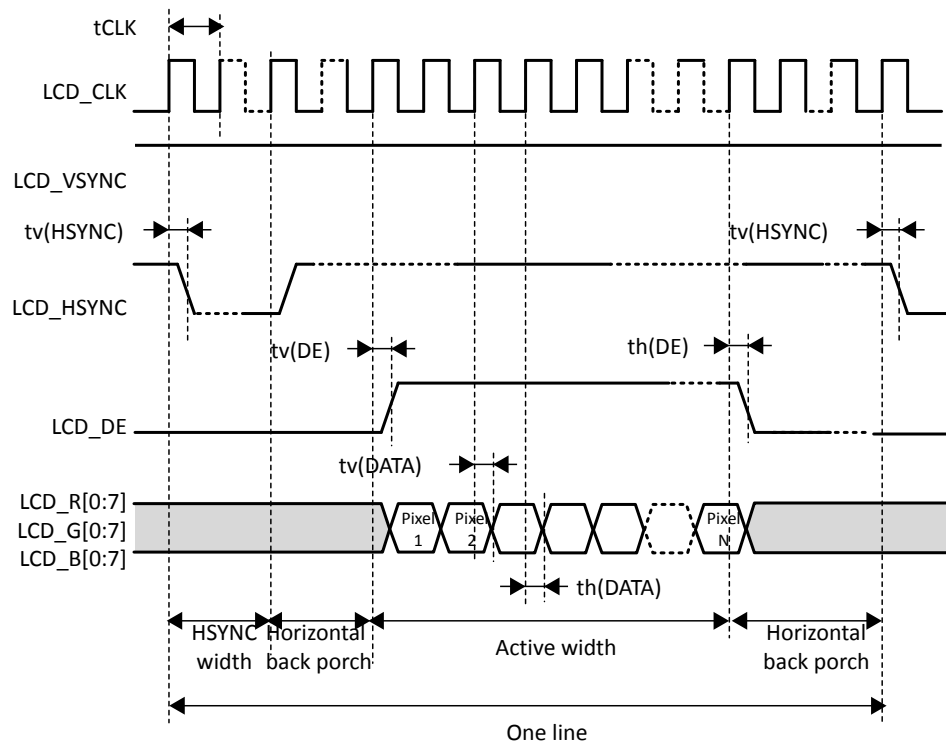 tCLK
LCD_CLK
LCD_VSYNC
tv(HSYNC)
tv(HSYNC)
LCD_HSYNC
tv(DE)
th(DE)
LCD_DE
tv(DATA)
LCD_R[0:7]
LCD_G[0:7]
LCD_B[0:7]
Pixel
1
Pixel
2
Pixel
N
th(DATA)
HSYNC
width
Horizontal
back porch
Active width
Horizontal
back porch
One line